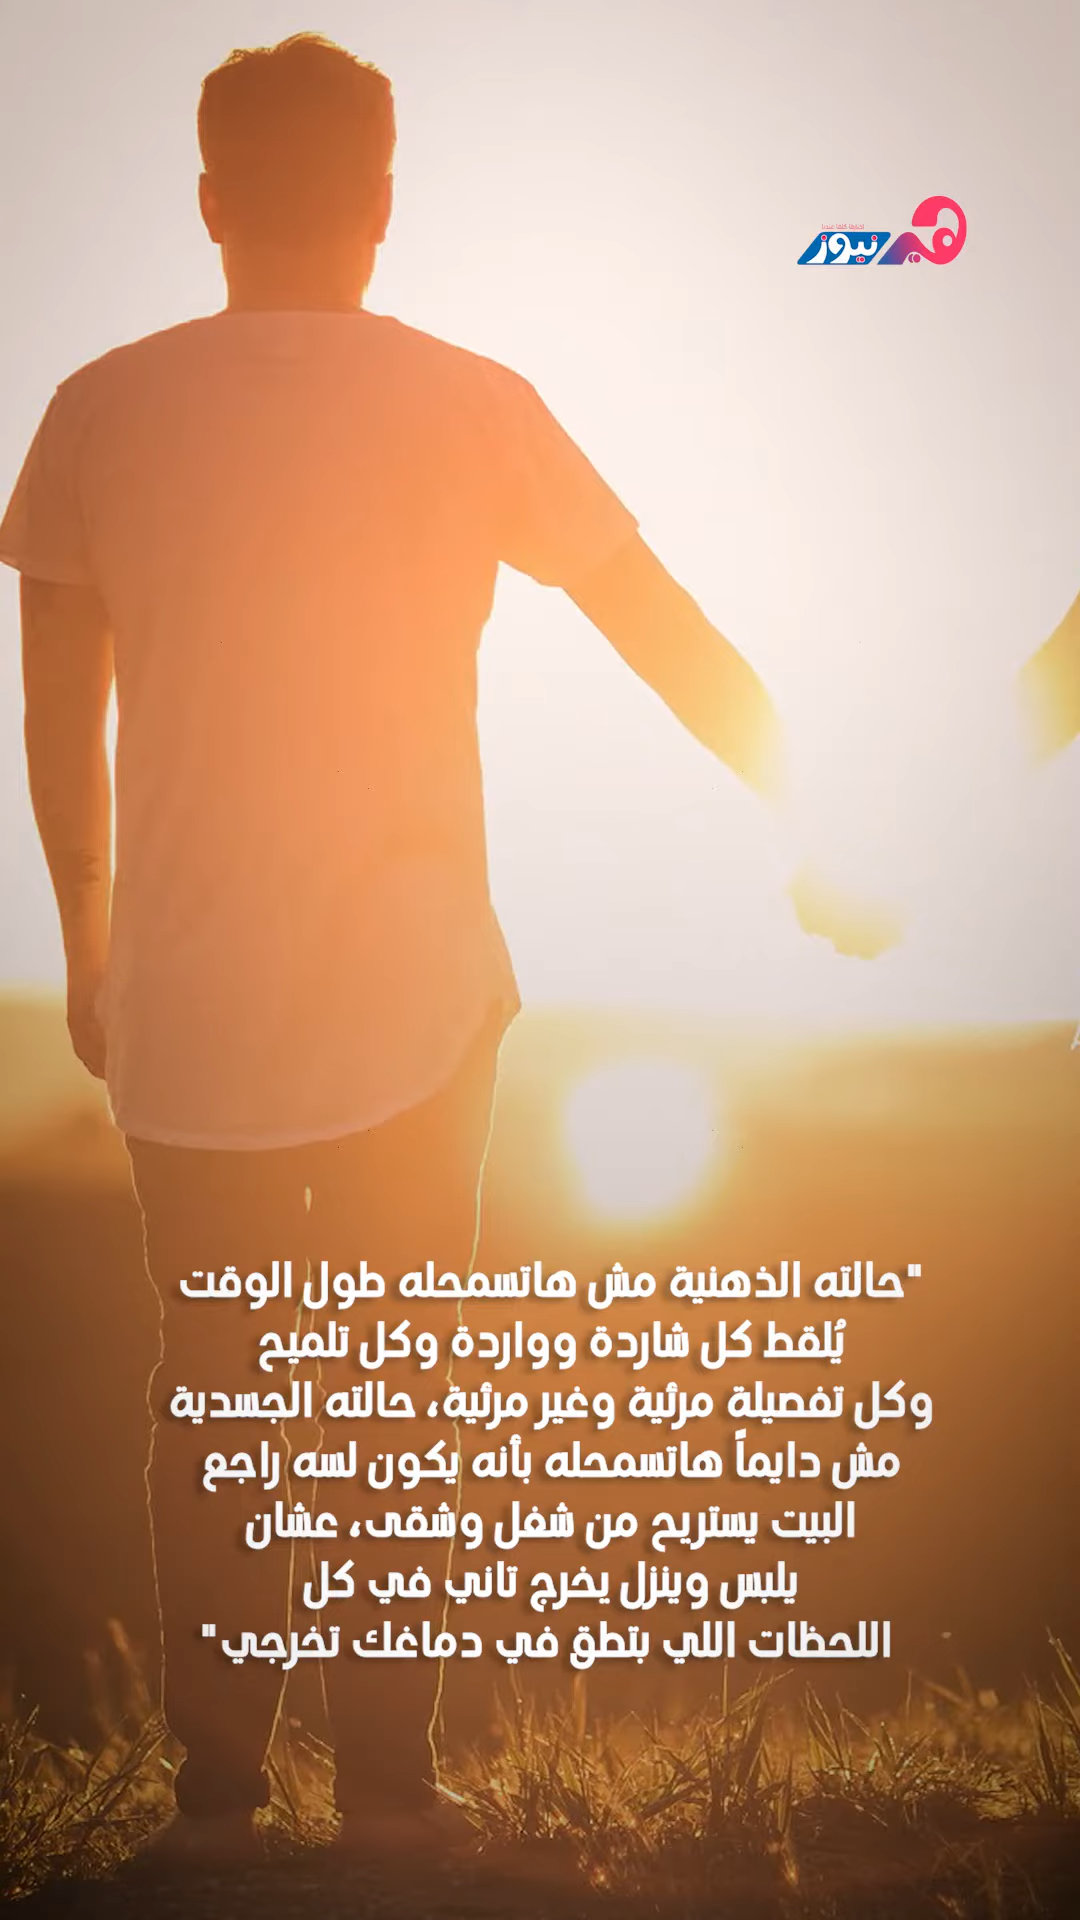 هير نيوز
"حالته الذهنية مش هاتسمحله طول الوقت
يُلقط كل شاردة وواردة وكل تلميح
وكل تفصيلة مرئية وغير مرئية، حالته الجسدية
مش دايماً هاتسمحله بأنه يكون لسه راجع
البيت يستريح من شغل وشقى، عشان
يلبس وينزل يخرج تاني في كل
اللحظات اللي بتطق في دماغك تخرجي"